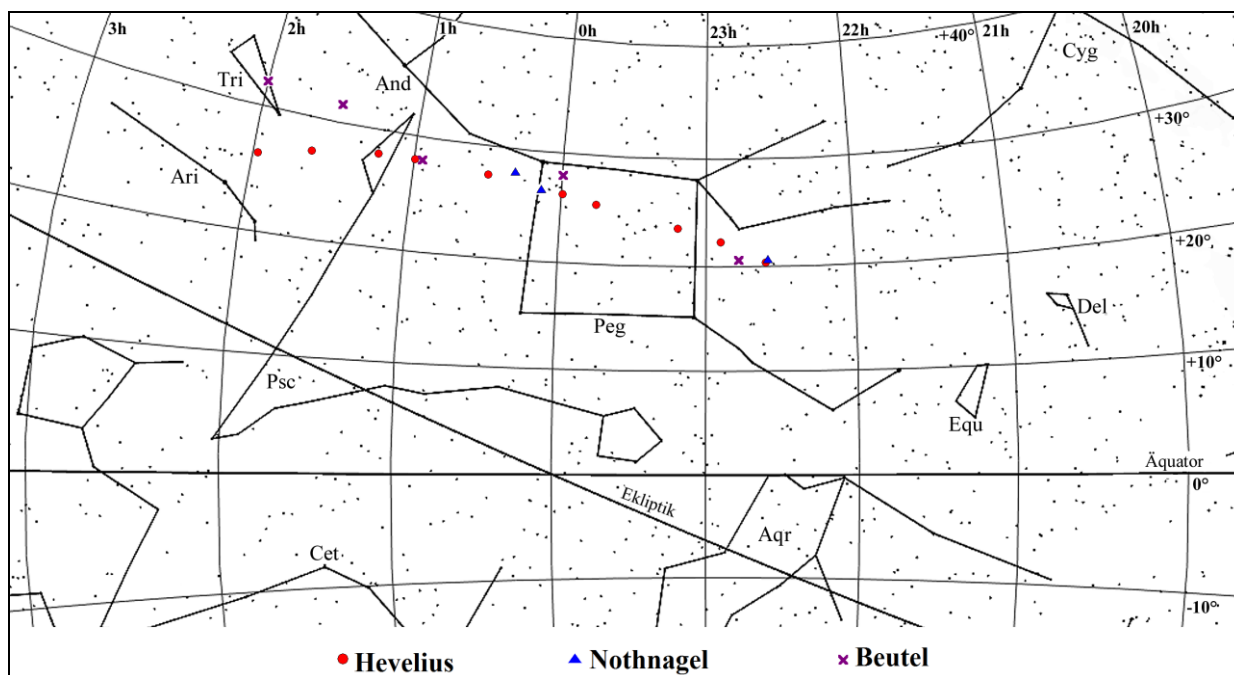 3h 2h 1h 0h 23h 22h +40° 21h 20h
Cyg
Tri And
+30°
Ari
+20°
Del
Peg
+10°
Psc
Equ
Äquator
0°
Ekliptik
Aqr
Cet
-10°
Hevelius Nothnagel Beutel